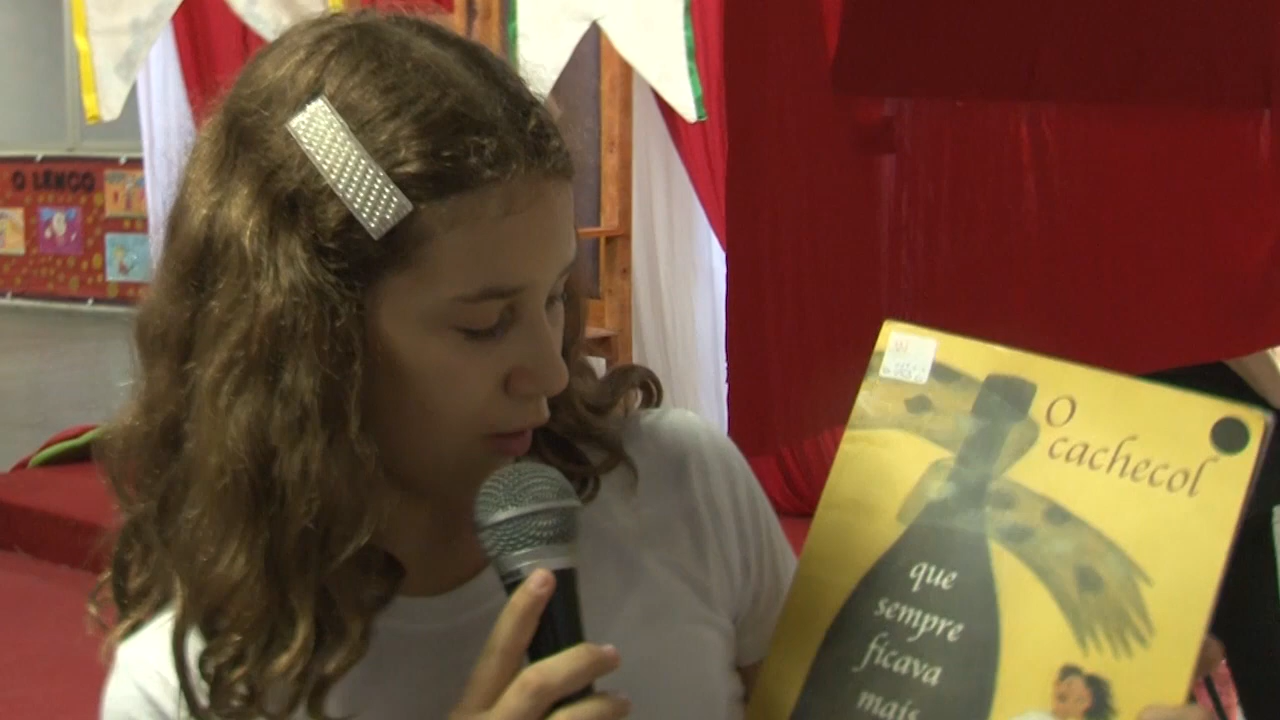 O LENÇO
O
cachecol
que
sempre
ficava
mais